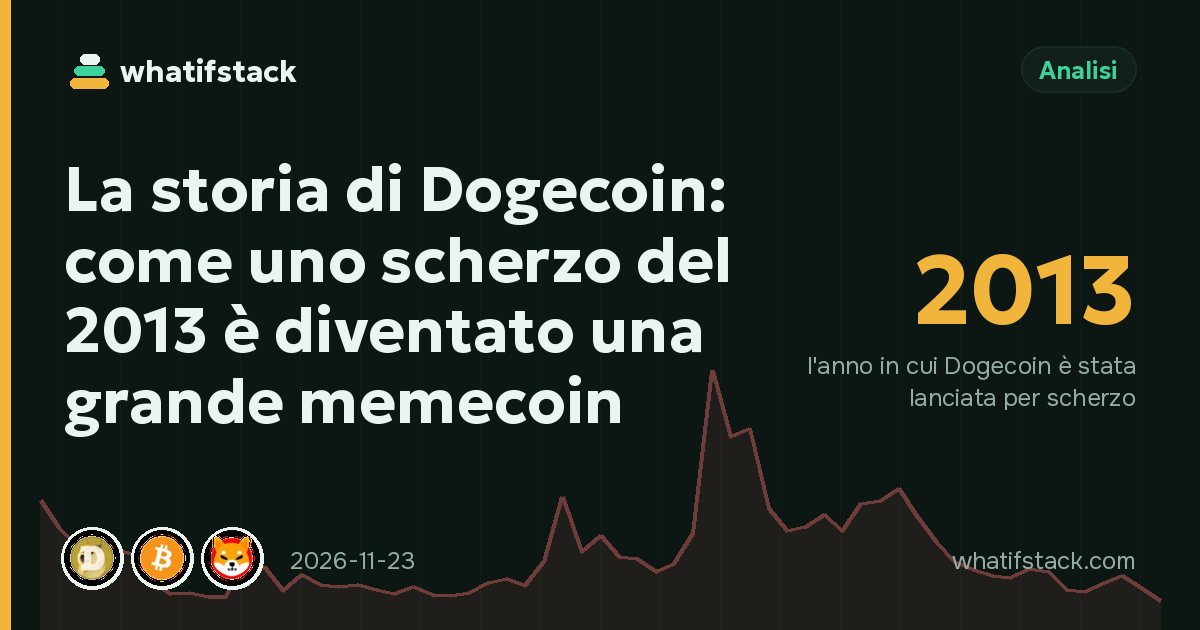 whatifstack
Analisi
La storia di Dogecoin:
come uno scherzo del
2013 è diventato una
grande memecoin
2013
l'anno in cui Dogecoin è stata
lanciata per scherzo
2026-11-23
whatifstack.com